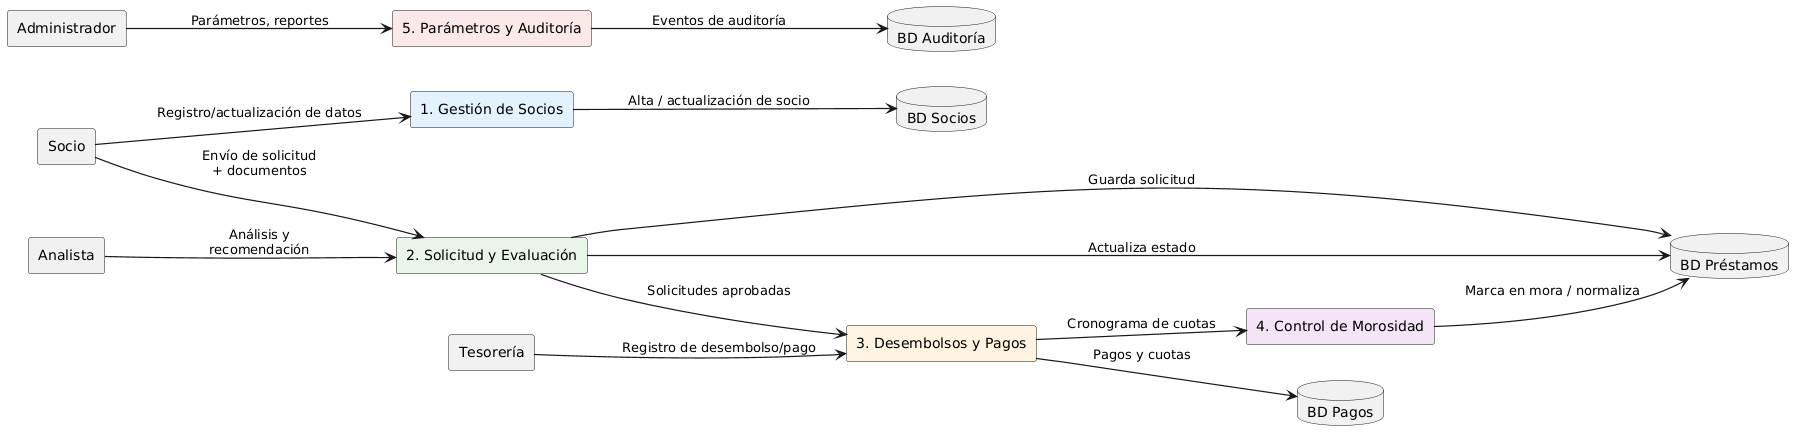 Administrador
Parámetros, reportes
5. Parámetros y Auditoría
Eventos de auditoría
BD Auditoría
Socio
Registro/actualización de datos
1. Gestión de Socios
Alta / actualización de socio
BD Socios
Envío de solicitud
+ documentos
Analista
Análisis y
recomendación
2. Solicitud y Evaluación
Guarda solicitud
Actualiza estado
BD Préstamos
Solicitudes aprobadas
Tesorería
Registro de desembolso/pago
3. Desembolsos y Pagos
Cronograma de cuotas
4. Control de Morosidad
Marca en mora / normaliza
Pagos y cuotas
BD Pagos